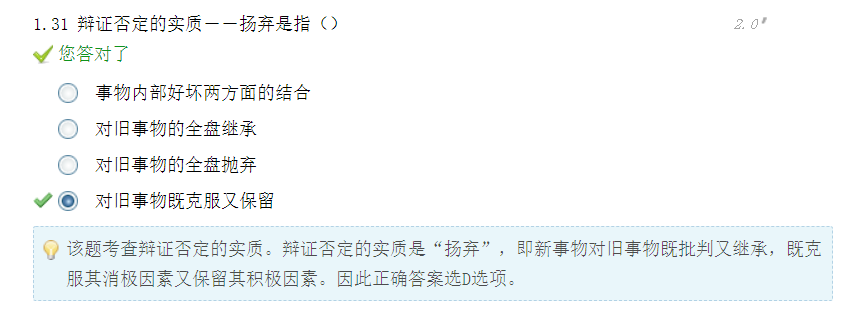 1.31 辩证否定的实质－－扬弃是指（） 2.0
您答对了
事物内部好坏两方面的结合
对旧事物的全盘继承
对旧事物的全盘抛弃
对旧事物既克服又保留
该题考查辩证否定的实质。辩证否定的实质是“扬弃”，即新事物对旧事物既批判又继承，既克
服其消极因素又保留其积极因素。因此正确答案选D选项。